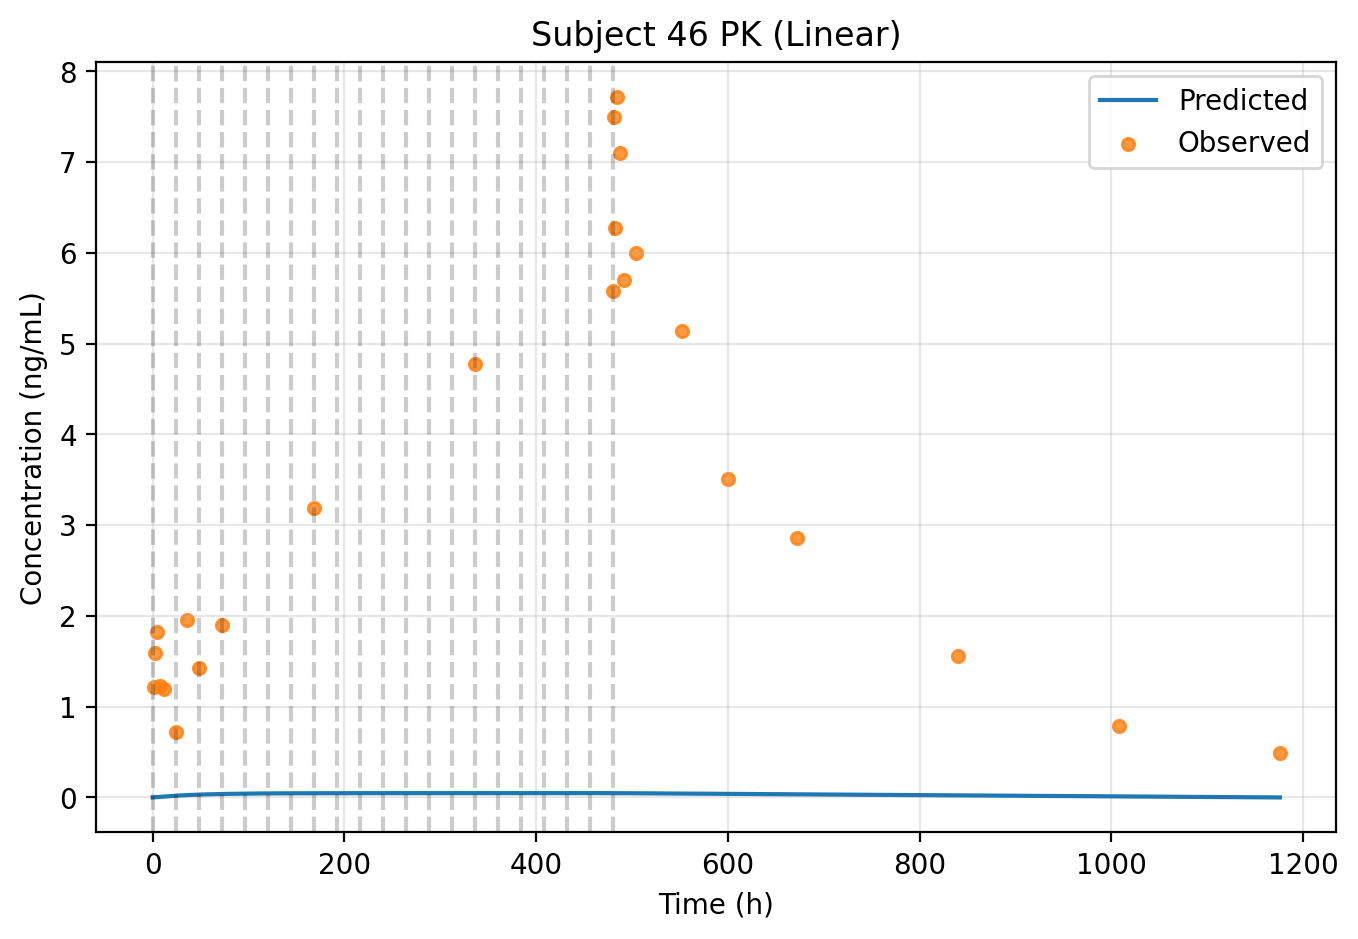 Subject 46 PK (Linear)
Predicted
Observed
Concentration (ng/mL)
8
7
6
5
4
3
2
1
0
0 200 400 600 800 1000 1200
Time (h)